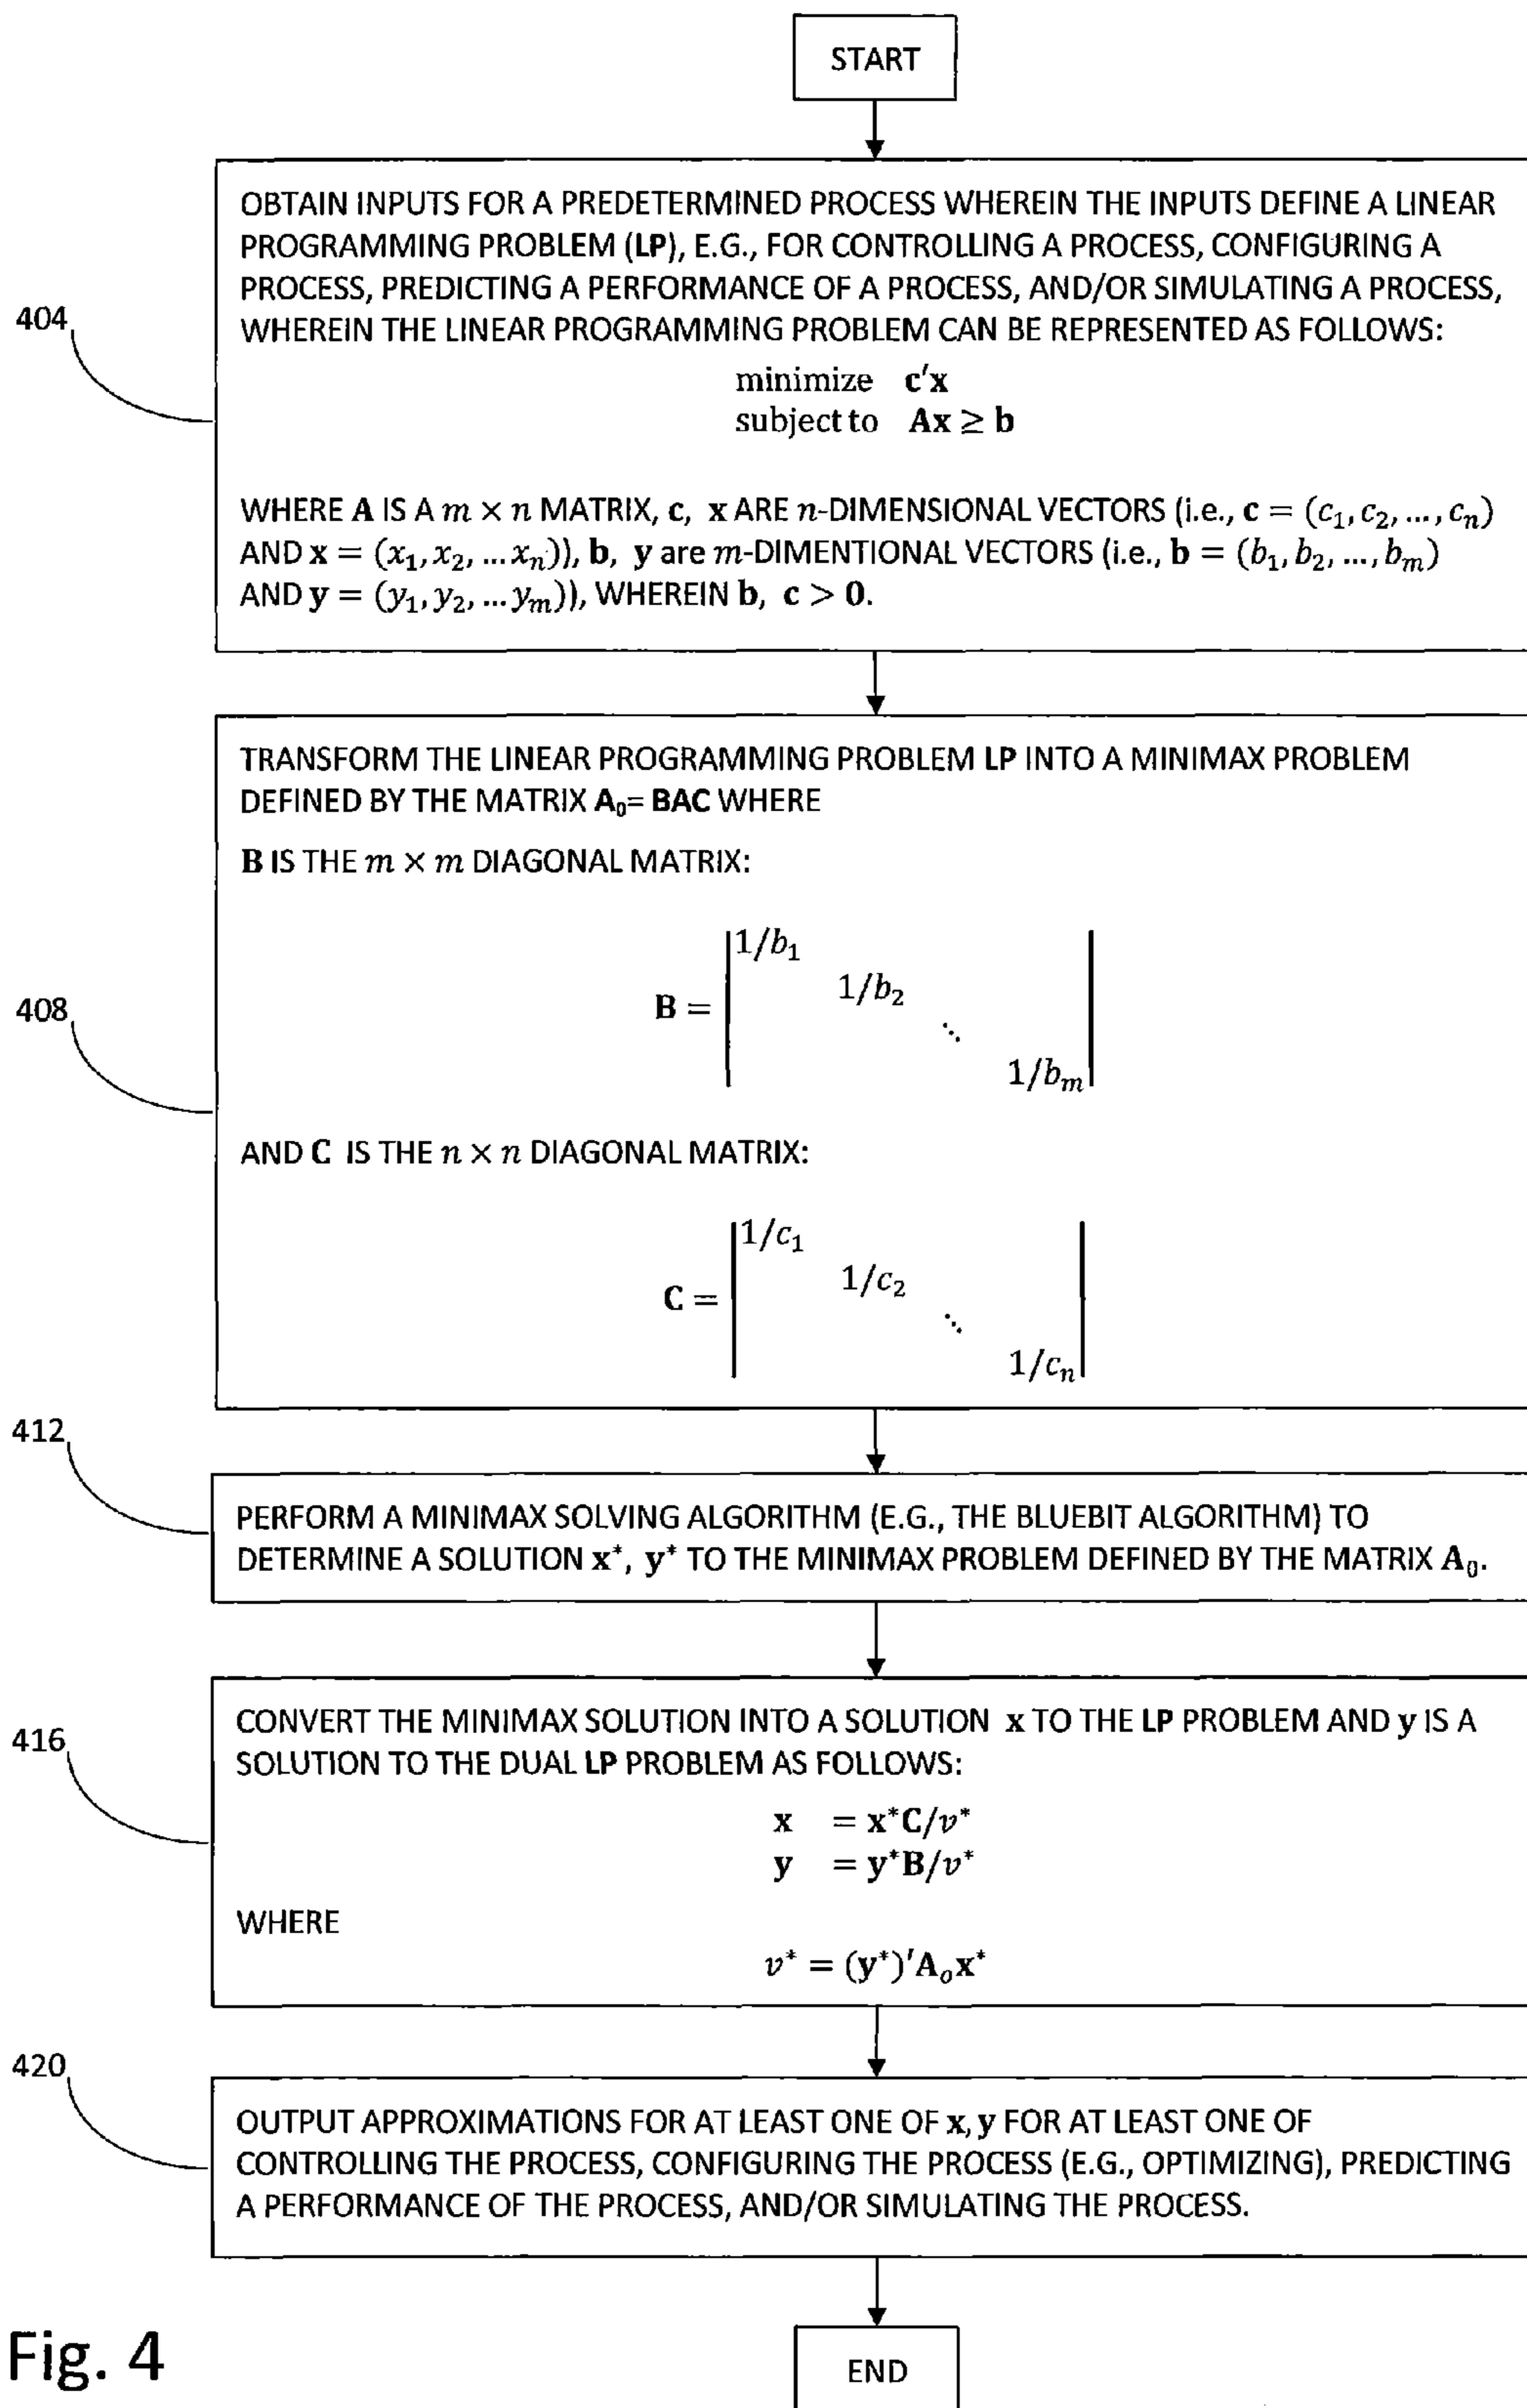 START
404
OBTAIN INPUTS FOR A PREDETERMINED PROCESS WHEREIN THE INPUTS DEFINE A LINEAR
PROGRAMMING PROBLEM (LP), E.G., FOR CONTROLLING A PROCESS, CONFIGURING A
PROCESS, PREDICTING A PERFORMANCE OF A PROCESS, AND/OR SIMULATING A PROCESS,
WHEREIN THE LINEAR PROGRAMMING PROBLEM CAN BE REPRESENTED AS FOLLOWS:
minimize c′x
subject to Ax ≥ b
WHERE A IS A m × n MATRIX, c, x ARE n-DIMENSIONAL VECTORS (i.e., c = (c₁, c₂, ..., cₙ)
AND x = (x₁, x₂, ... xₙ)), b, y are m-DIMENTIONAL VECTORS (i.e., b = (b₁, b₂, ..., bₘ)
AND y = (y₁, y₂, ... yₘ)), WHEREIN b, c > 0.
408
TRANSFORM THE LINEAR PROGRAMMING PROBLEM LP INTO A MINIMAX PROBLEM
DEFINED BY THE MATRIX A₀= BAC WHERE
B IS THE m × m DIAGONAL MATRIX:
1/b₁
1/b₂
B =
⋱
1/bₘ
AND C IS THE n × n DIAGONAL MATRIX:
1/c₁
1/c₂
C =
⋱
1/cₙ
412
PERFORM A MINIMAX SOLVING ALGORITHM (E.G., THE BLUEBIT ALGORITHM) TO
DETERMINE A SOLUTION x*, y* TO THE MINIMAX PROBLEM DEFINED BY THE MATRIX A₀.
416
CONVERT THE MINIMAX SOLUTION INTO A SOLUTION x TO THE LP PROBLEM AND y IS A
SOLUTION TO THE DUAL LP PROBLEM AS FOLLOWS:
x = x*C/v*
y = y*B/v*
WHERE
v* = (y*)′Aₒx*
420
OUTPUT APPROXIMATIONS FOR AT LEAST ONE OF x, y FOR AT LEAST ONE OF
CONTROLLING THE PROCESS, CONFIGURING THE PROCESS (E.G., OPTIMIZING), PREDICTING
A PERFORMANCE OF THE PROCESS, AND/OR SIMULATING THE PROCESS.
Fig. 4
END